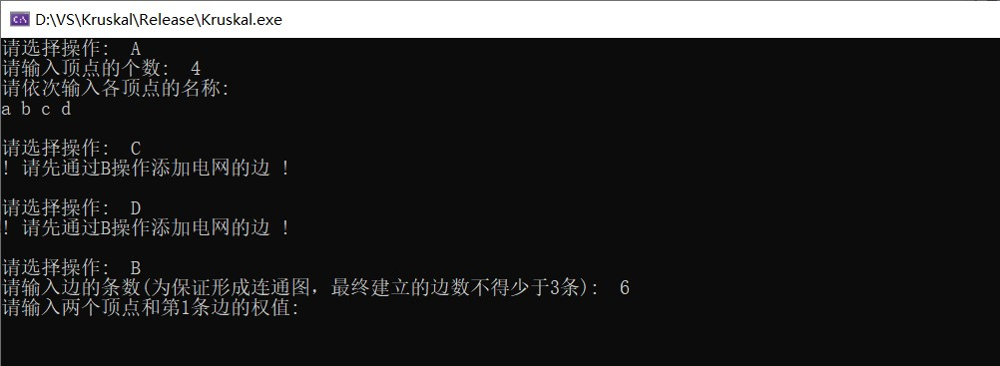 D:\VS\Kruskal\Release\Kruskal.exe
请选择操作:  A
请输入顶点的个数:  4
请依次输入各顶点的名称:
a b c d
请选择操作:  C
! 请先通过B操作添加电网的边 !
请选择操作:  D
! 请先通过B操作添加电网的边 !
请选择操作:  B
请输入边的条数(为保证形成连通图，最终建立的边数不得少于3条):  6
请输入两个顶点和第1条边的权值: